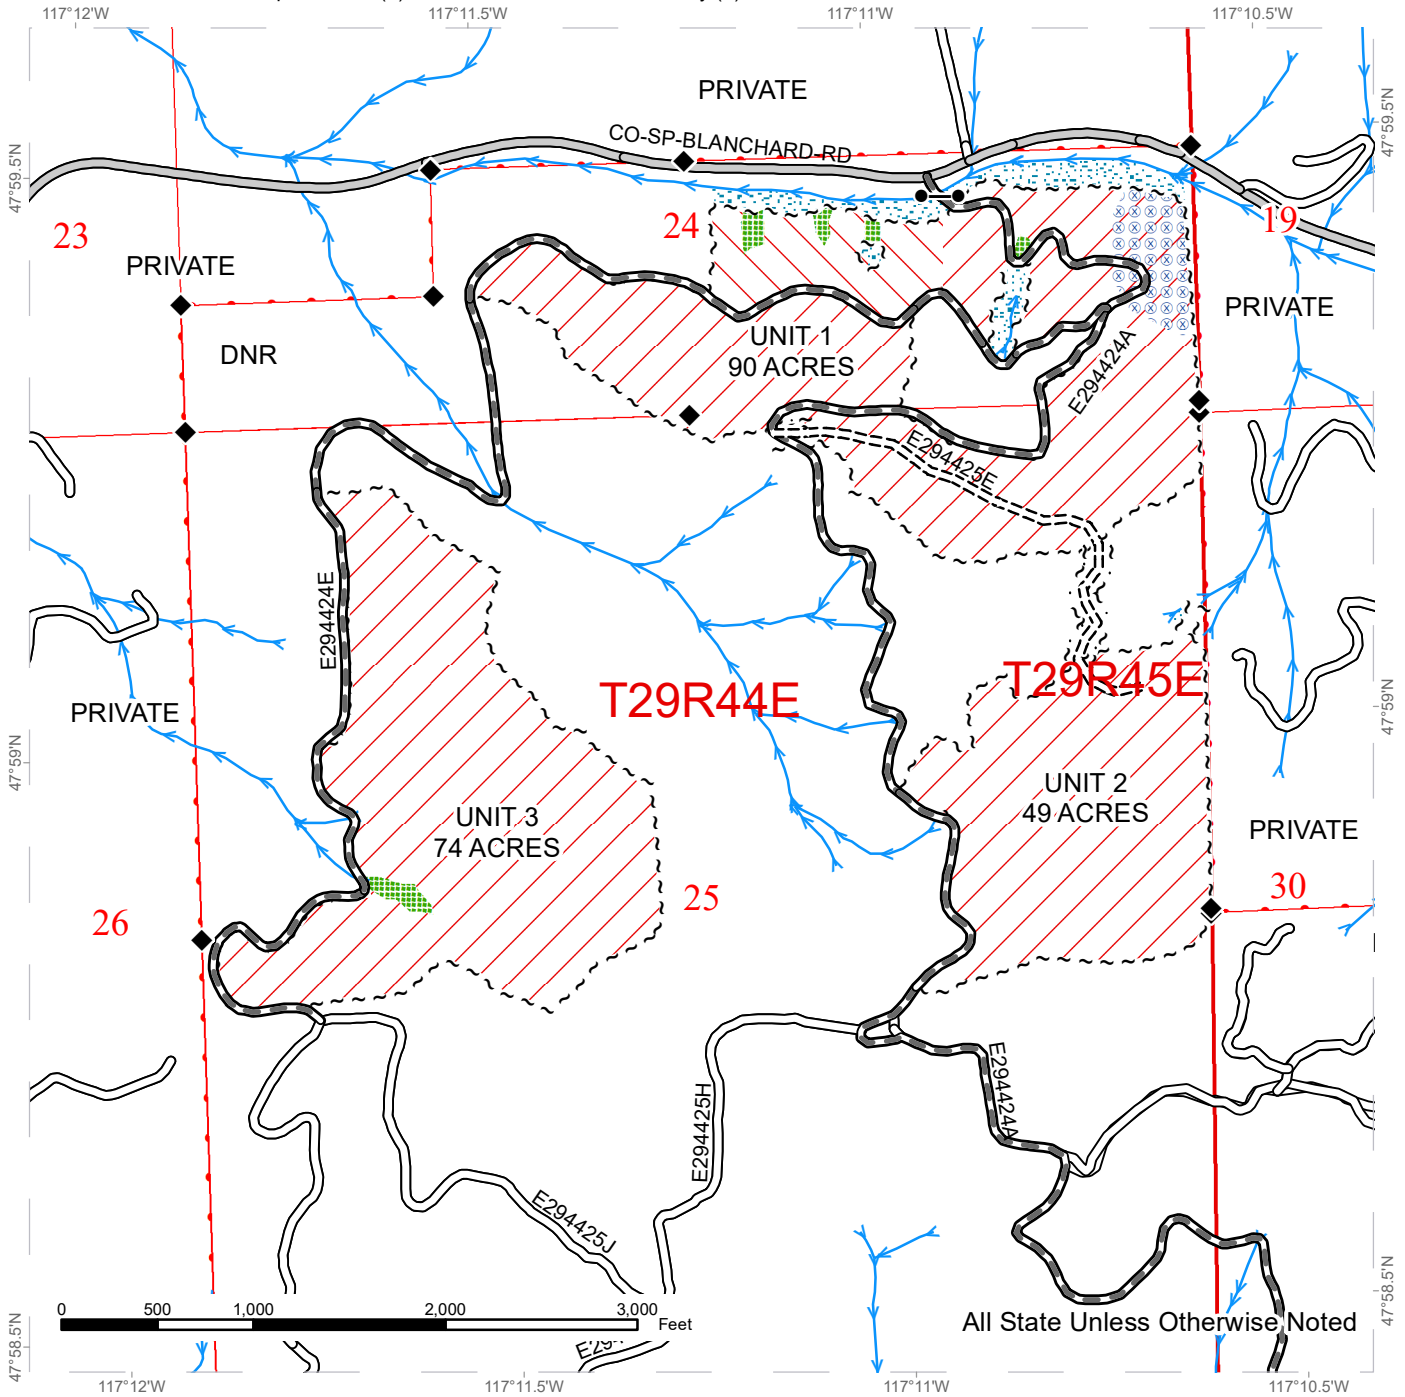 117°12'W
117°11.5'W
117°11'W
117°10.5'W
PRIVATE
CO-SP-BLANCHARD-RD
47°59.5'N
47°59.5'N
23
24
19
PRIVATE
PRIVATE
DNR
UNIT 1
90 ACRES
E294424A
E294425E
E294424E
T29R44E
T29R45E
PRIVATE
47°59'N
47°59'N
UNIT 2
49 ACRES
UNIT 3
74 ACRES
PRIVATE
26
25
30
E294424A
E294425H
E294425J
0
500
1,000
2,000
3,000
Feet
All State Unless Otherwise Noted
47°58.5'N
47°58.5'N
117°12'W
117°11.5'W
117°11'W
117°10.5'W